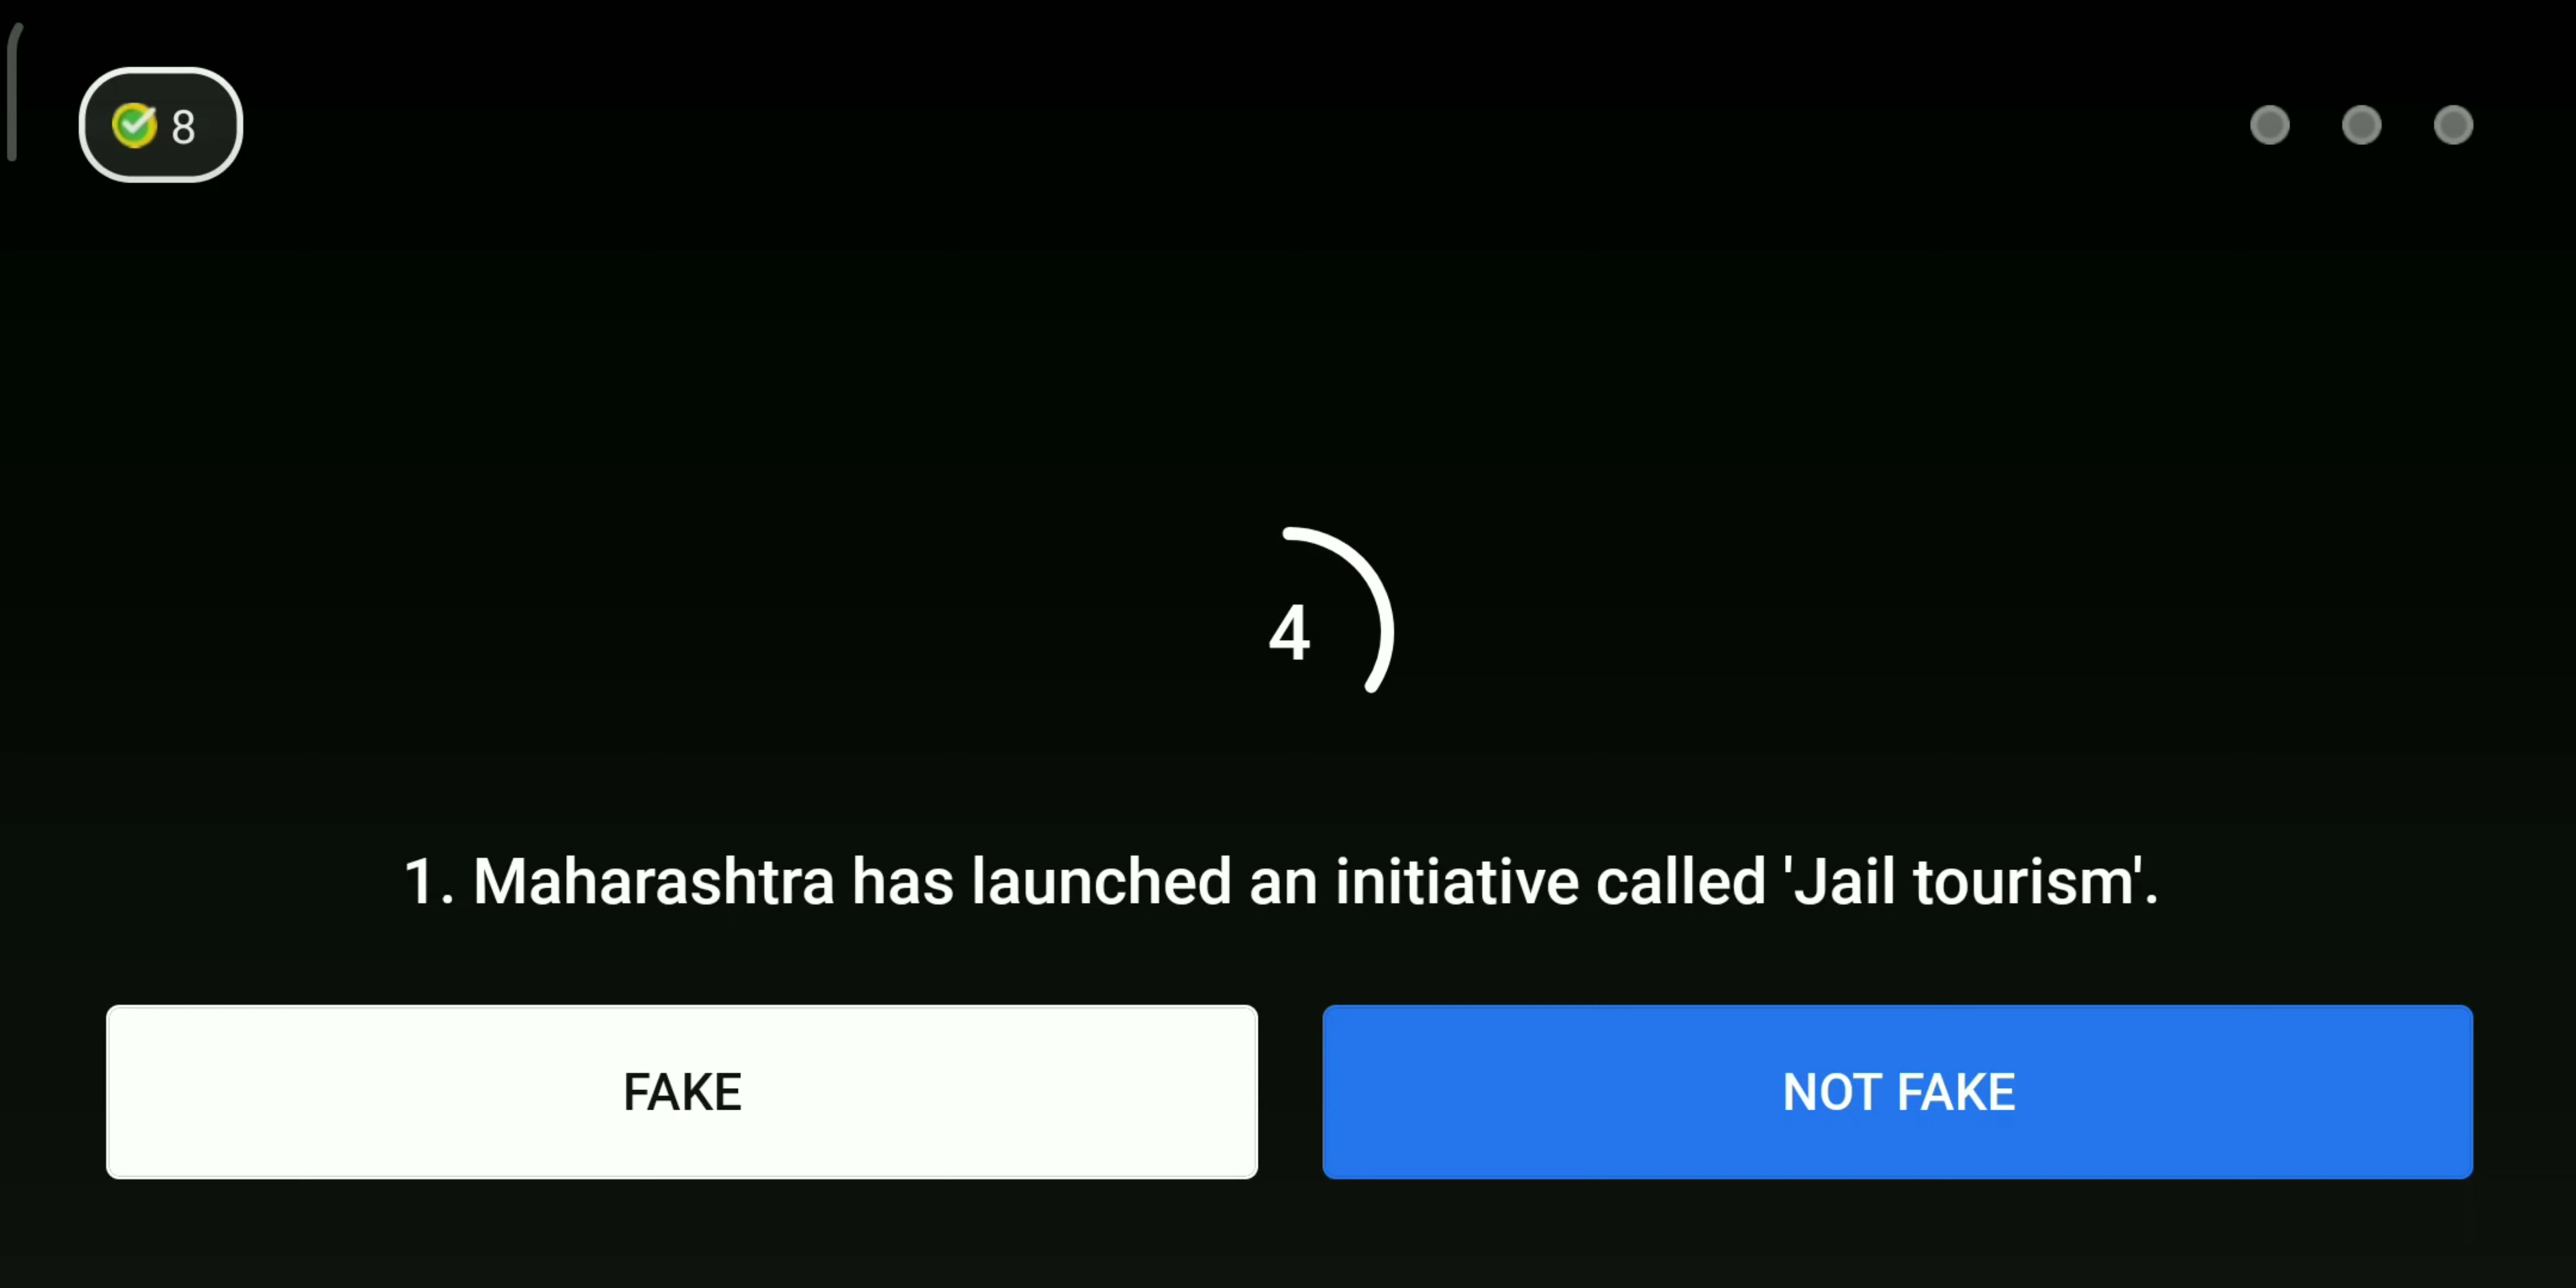 8
4
1. Maharashtra has launched an initiative called 'Jail tourism'.
FAKE
NOT FAKE